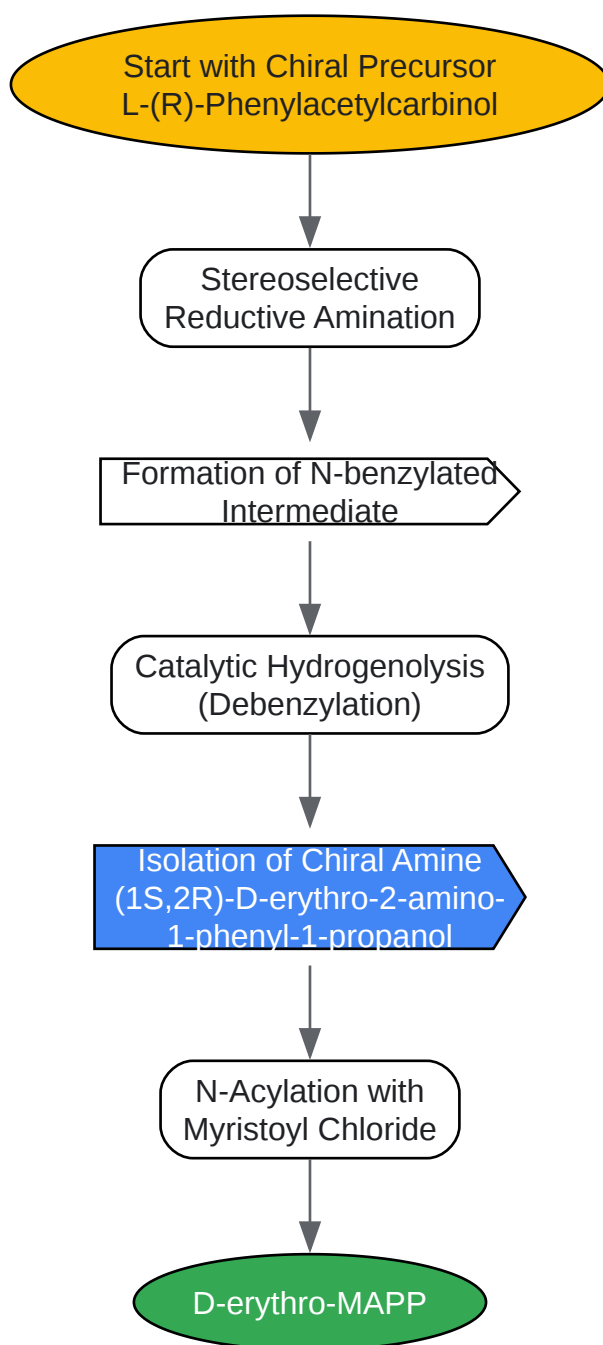 Start with Chiral Precursor
L-(R)-Phenylacetylcarbinol
Stereoselective
Reductive Amination
Formation of N-benzylated
Intermediate
Catalytic Hydrogenolysis
(Debenzylation)
Isolation of Chiral Amine
(1S,2R)-D-erythro-2-amino-
1-phenyl-1-propanol
N-Acylation with
Myristoyl Chloride
D-erythro-MAPP